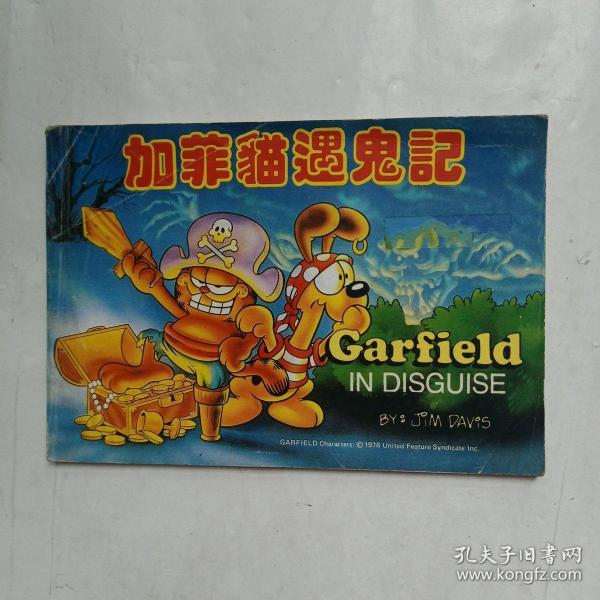 加菲貓遇鬼記
Garfield
IN DISGUISE
BY: JIM DAVIS
GARFIELD Characters: © 1978 United Feature Syndicate Inc.
孔夫子旧书网
www.kongfz.com